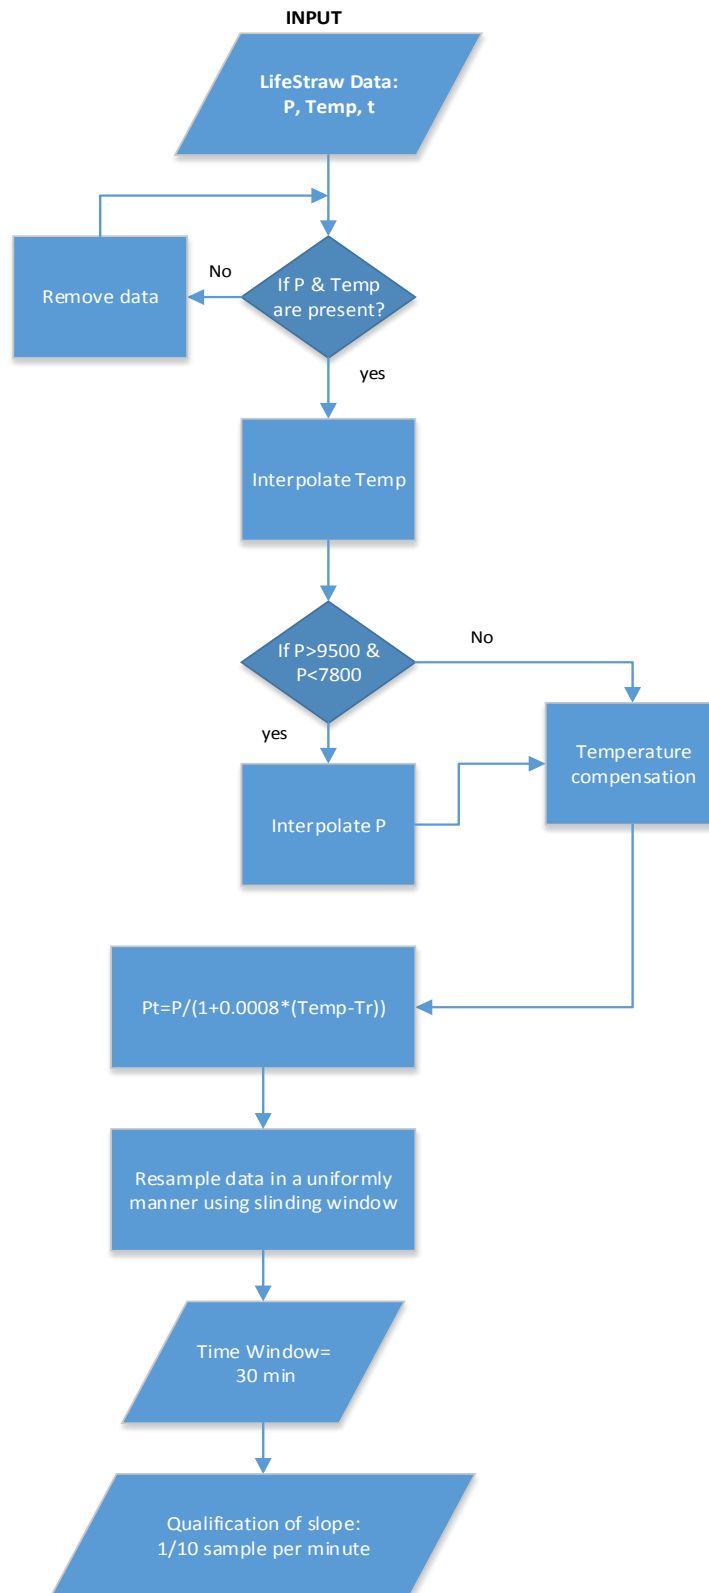 INPUT
LifeStraw Data:
P, Temp, t
No
If P & Temp
are present?
Remove data
yes
Interpolate Temp
If P>9500 &
P<7800
No
yes
Temperature
compensation
Interpolate P
Pt=P/(1+0.0008*(Temp-Tr))
Resample data in a uniformly
manner using slinding window
Time Window=
30 min
Qualification of slope:
1/10 sample per minute